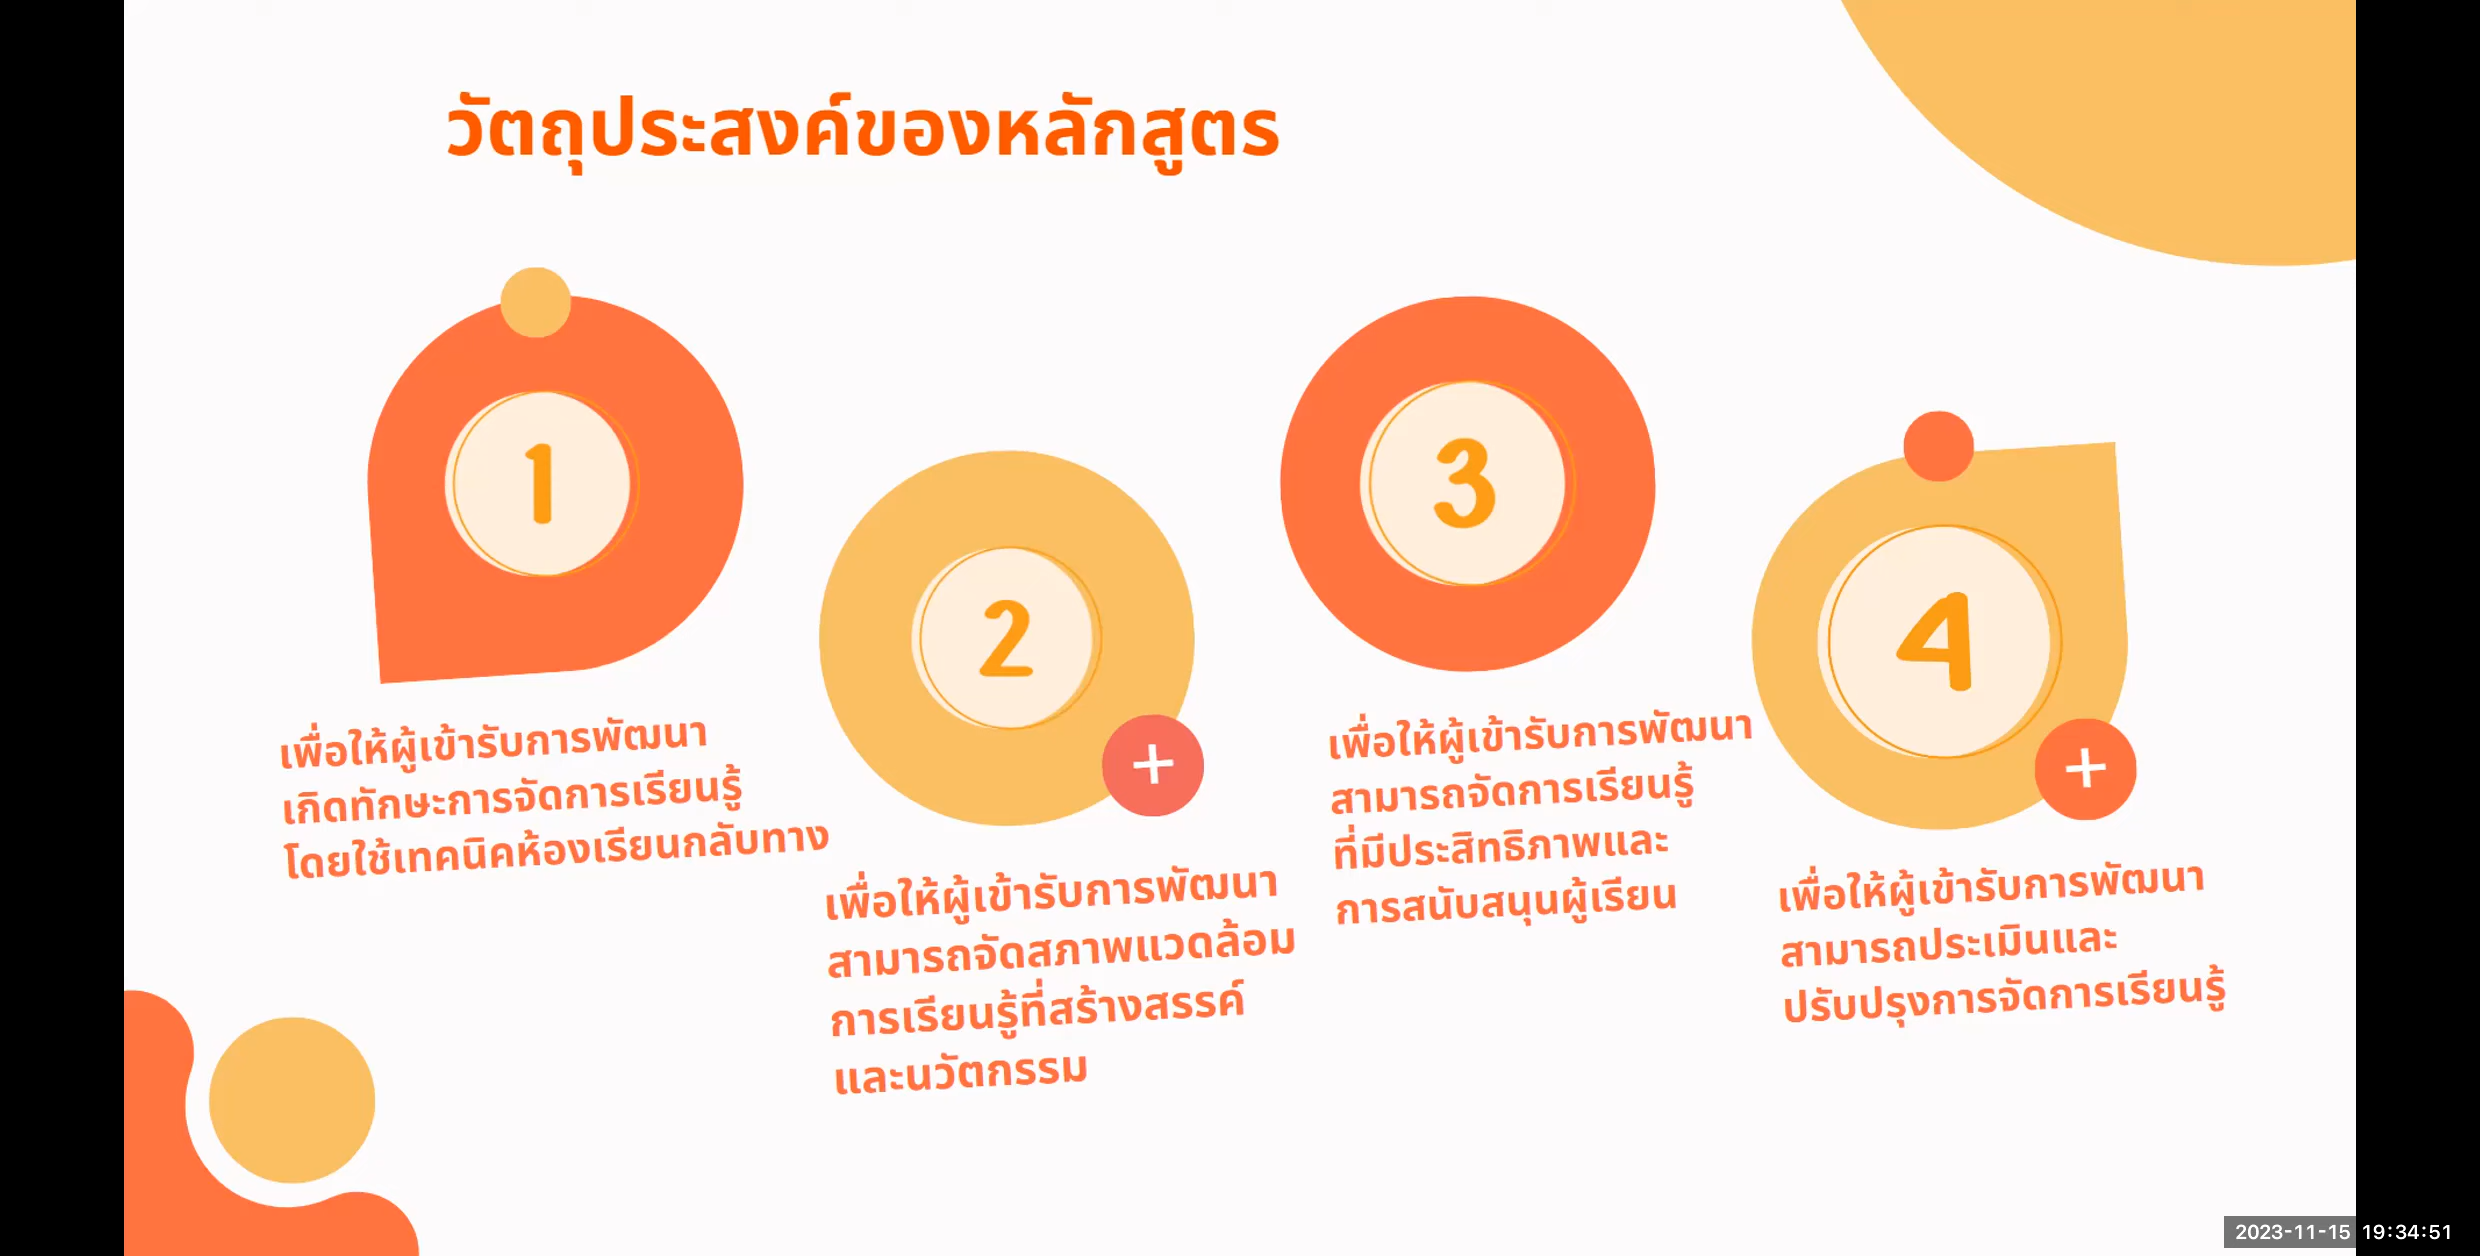 วัตถุประสงค์ของหลักสูตร
1
เพื่อให้ผู้เข้ารับการพัฒนา
เกิดทักษะการจัดการเรียนรู้
โดยใช้เทคนิคห้องเรียนกลับทาง
2
+
เพื่อให้ผู้เข้ารับการพัฒนา
สามารถจัดสภาพแวดล้อม
การเรียนรู้ที่สร้างสรรค์
และนวัตกรรม
3
เพื่อให้ผู้เข้ารับการพัฒนา
สามารถจัดการเรียนรู้
ที่มีประสิทธิภาพและ
การสนับสนุนผู้เรียน
4
+
เพื่อให้ผู้เข้ารับการพัฒนา
สามารถประเมินและ
ปรับปรุงการจัดการเรียนรู้
2023-11-15 19:34:51